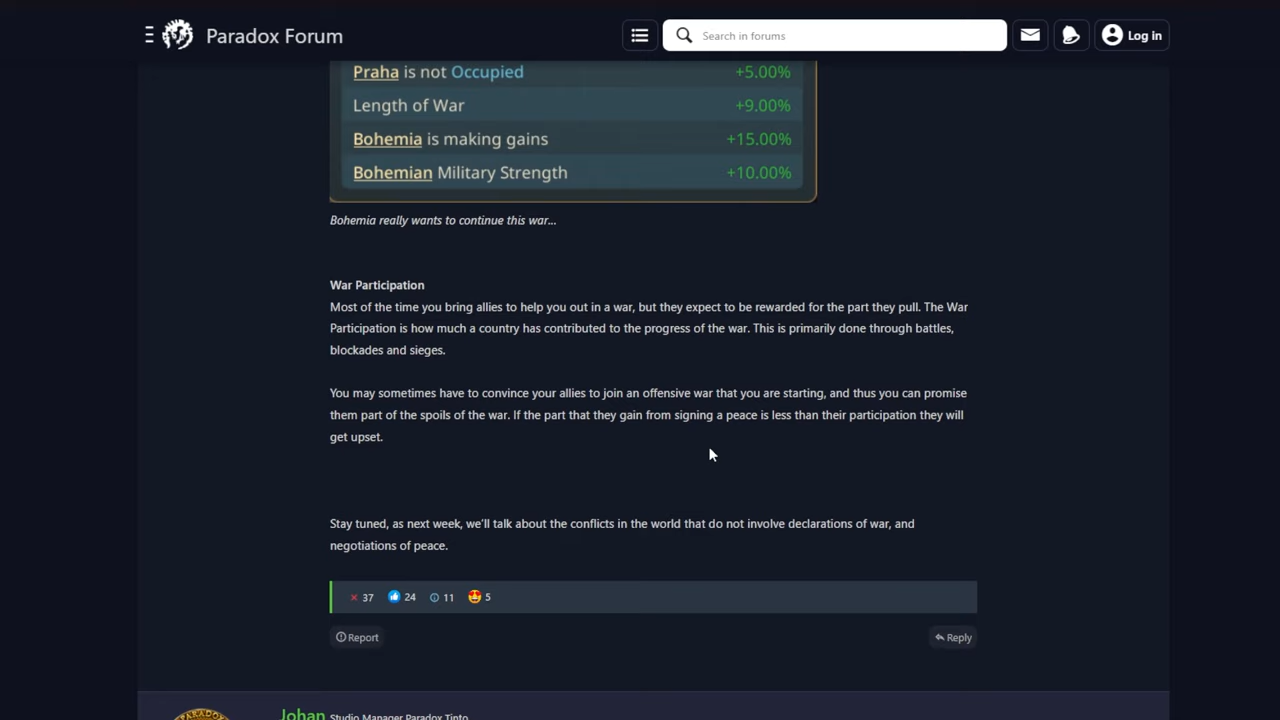 Paradox Forum
Search in forums
Log in
Praha is not Occupied +5.00%
Length of War +9.00%
Bohemia is making gains +15.00%
Bohemian Military Strength +10.00%
Bohemia really wants to continue this war...
War Participation
Most of the time you bring allies to help you out in a war, but they expect to be rewarded for the part they pull. The War
Participation is how much a country has contributed to the progress of the war. This is primarily done through battles,
blockades and sieges.
You may sometimes have to convince your allies to join an offensive war that you are starting, and thus you can promise
them part of the spoils of the war. If the part that they gain from signing a peace is less than their participation they will
get upset.
Stay tuned, as next week, we'll talk about the conflicts in the world that do not involve declarations of war, and
negotiations of peace.
37 24 11 5
Report Reply
PARADOX
Johan Studio Manager Paradox Tinto